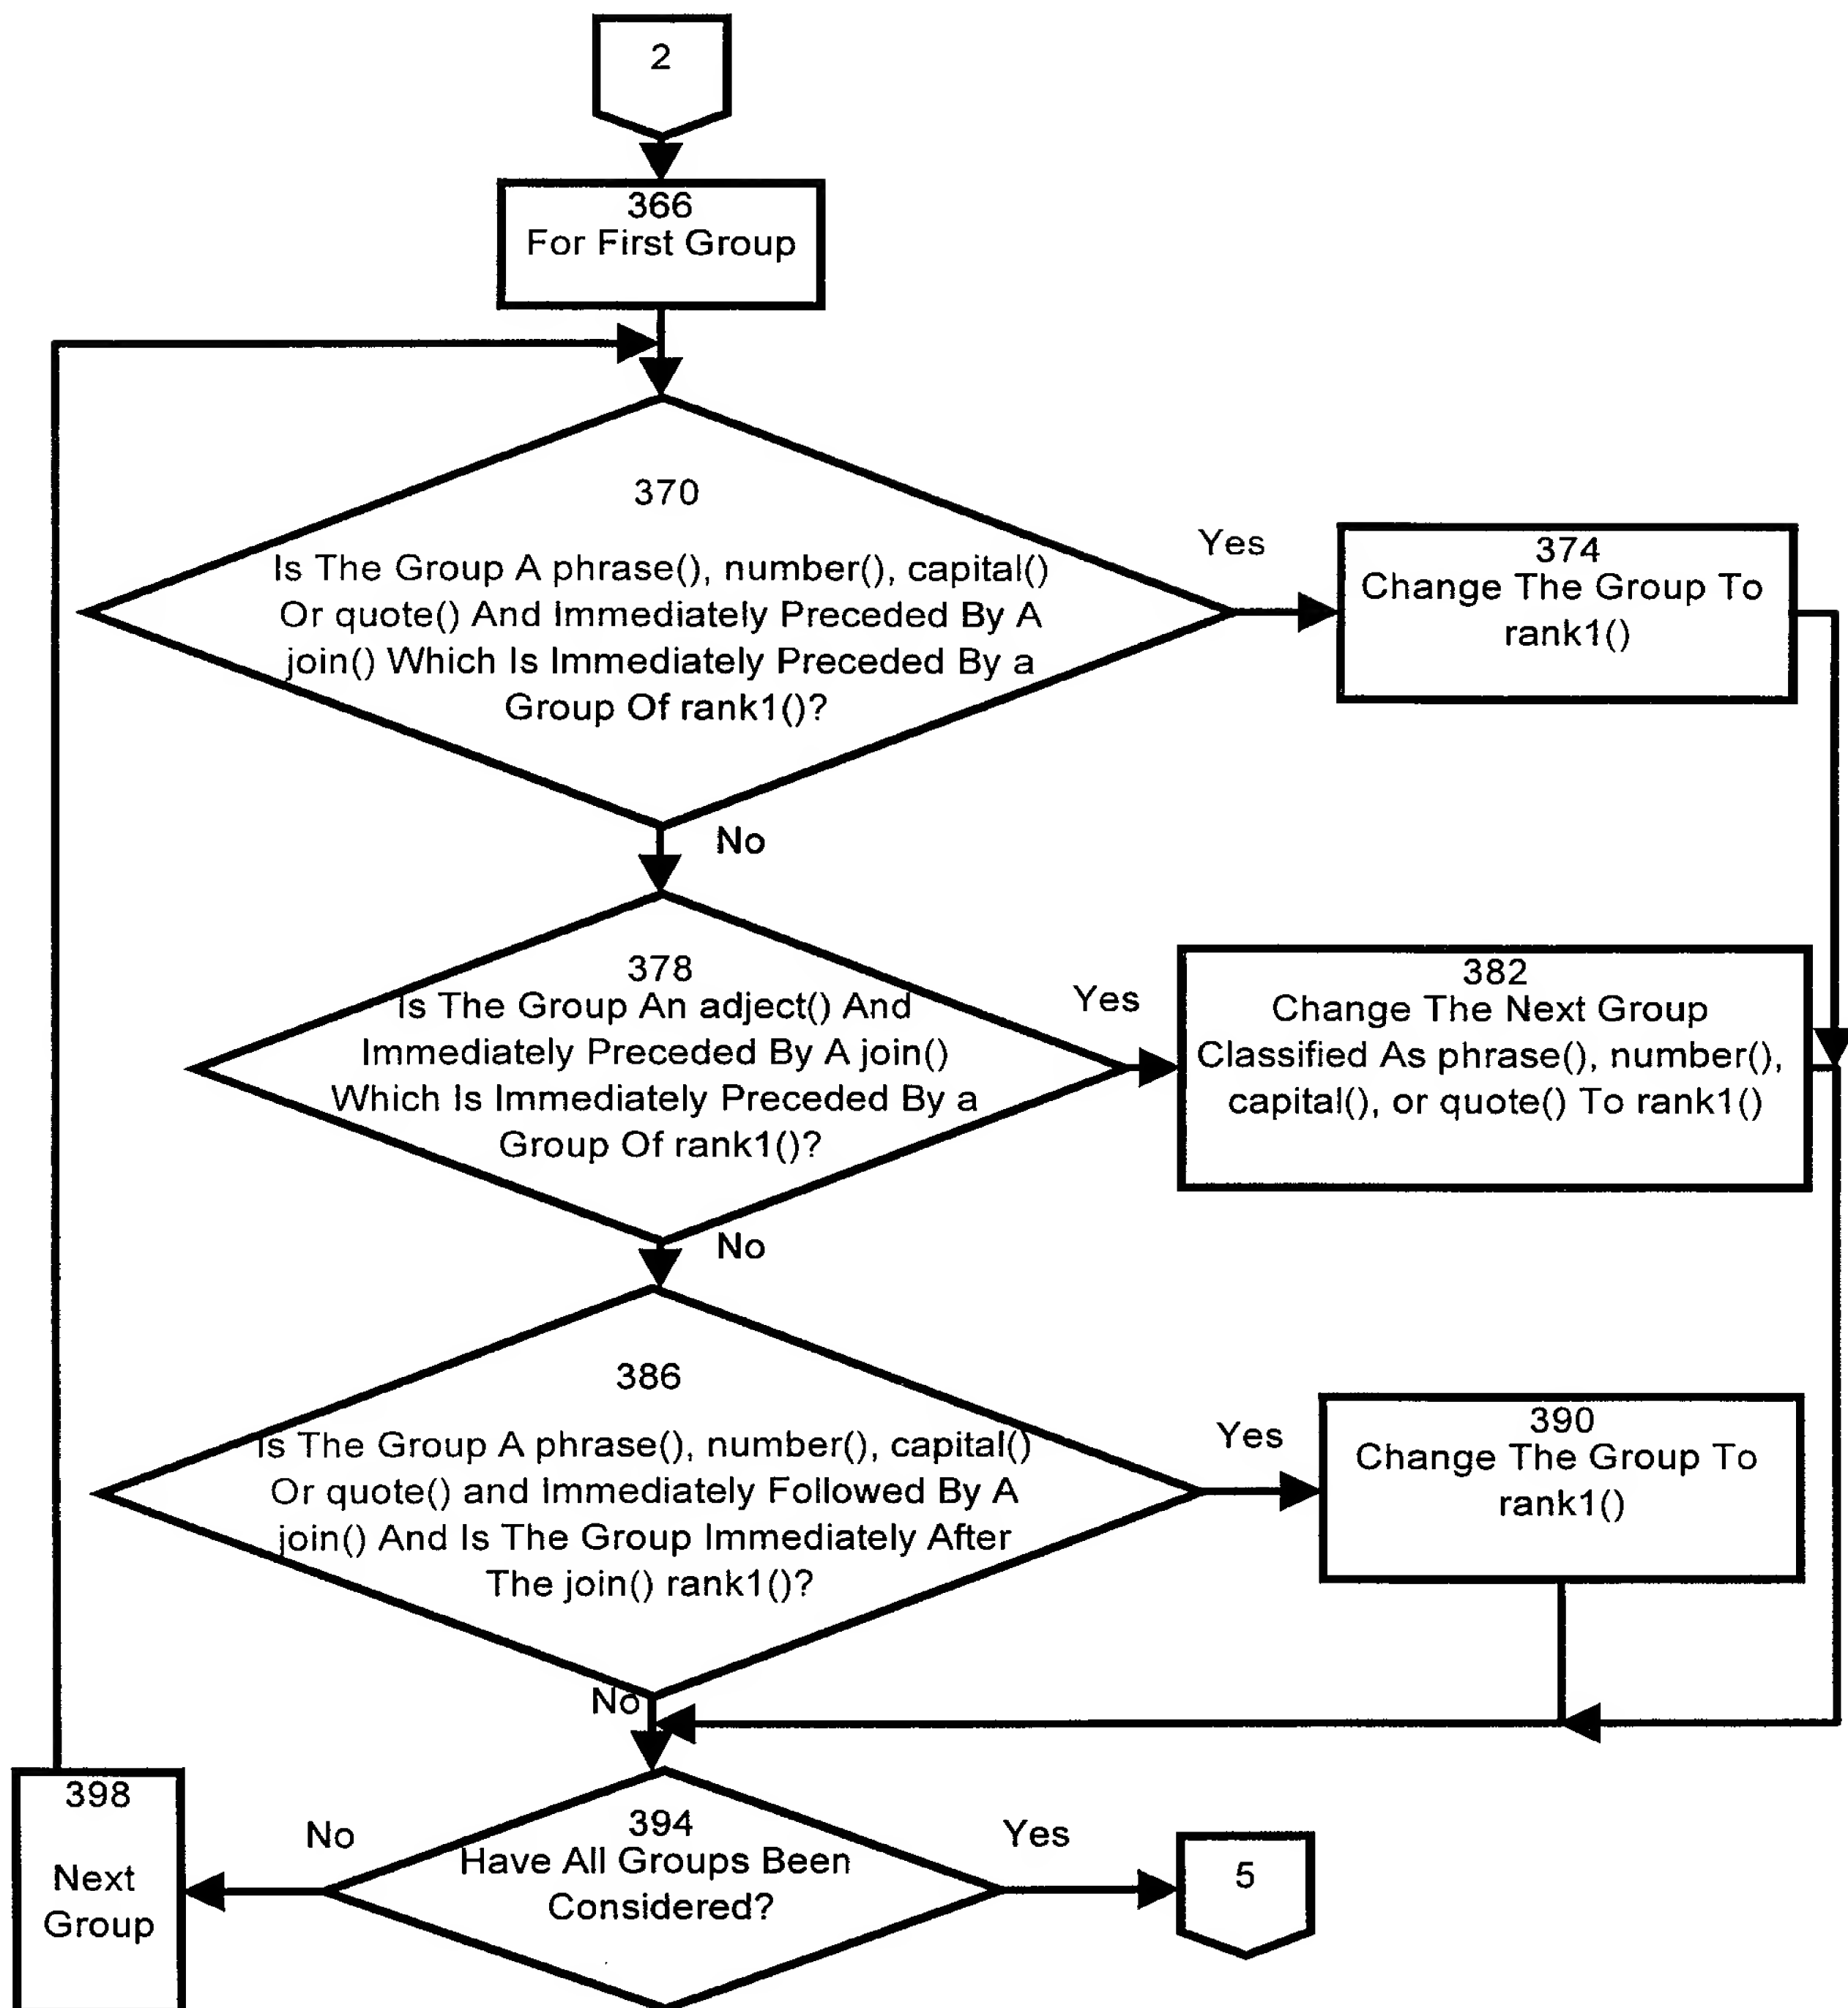 2
366
For First Group
370
Is The Group A phrase(), number(), capital()
Or quote() And Immediately Preceded By A
join() Which Is Immediately Preceded By a
Group Of rank1()?
Yes
374
Change The Group To
rank1()
No
378
Is The Group An adject() And
Immediately Preceded By A join()
Which Is Immediately Preceded By a
Group Of rank1()?
Yes
382
Change The Next Group
Classified As phrase(), number(),
capital(), or quote() To rank1()
No
386
Is The Group A phrase(), number(), capital()
Or quote() and Immediately Followed By A
join() And Is The Group Immediately After
The join() rank1()?
Yes
390
Change The Group To
rank1()
No
394
Have All Groups Been
Considered?
No
398
Next
Group
Yes
5